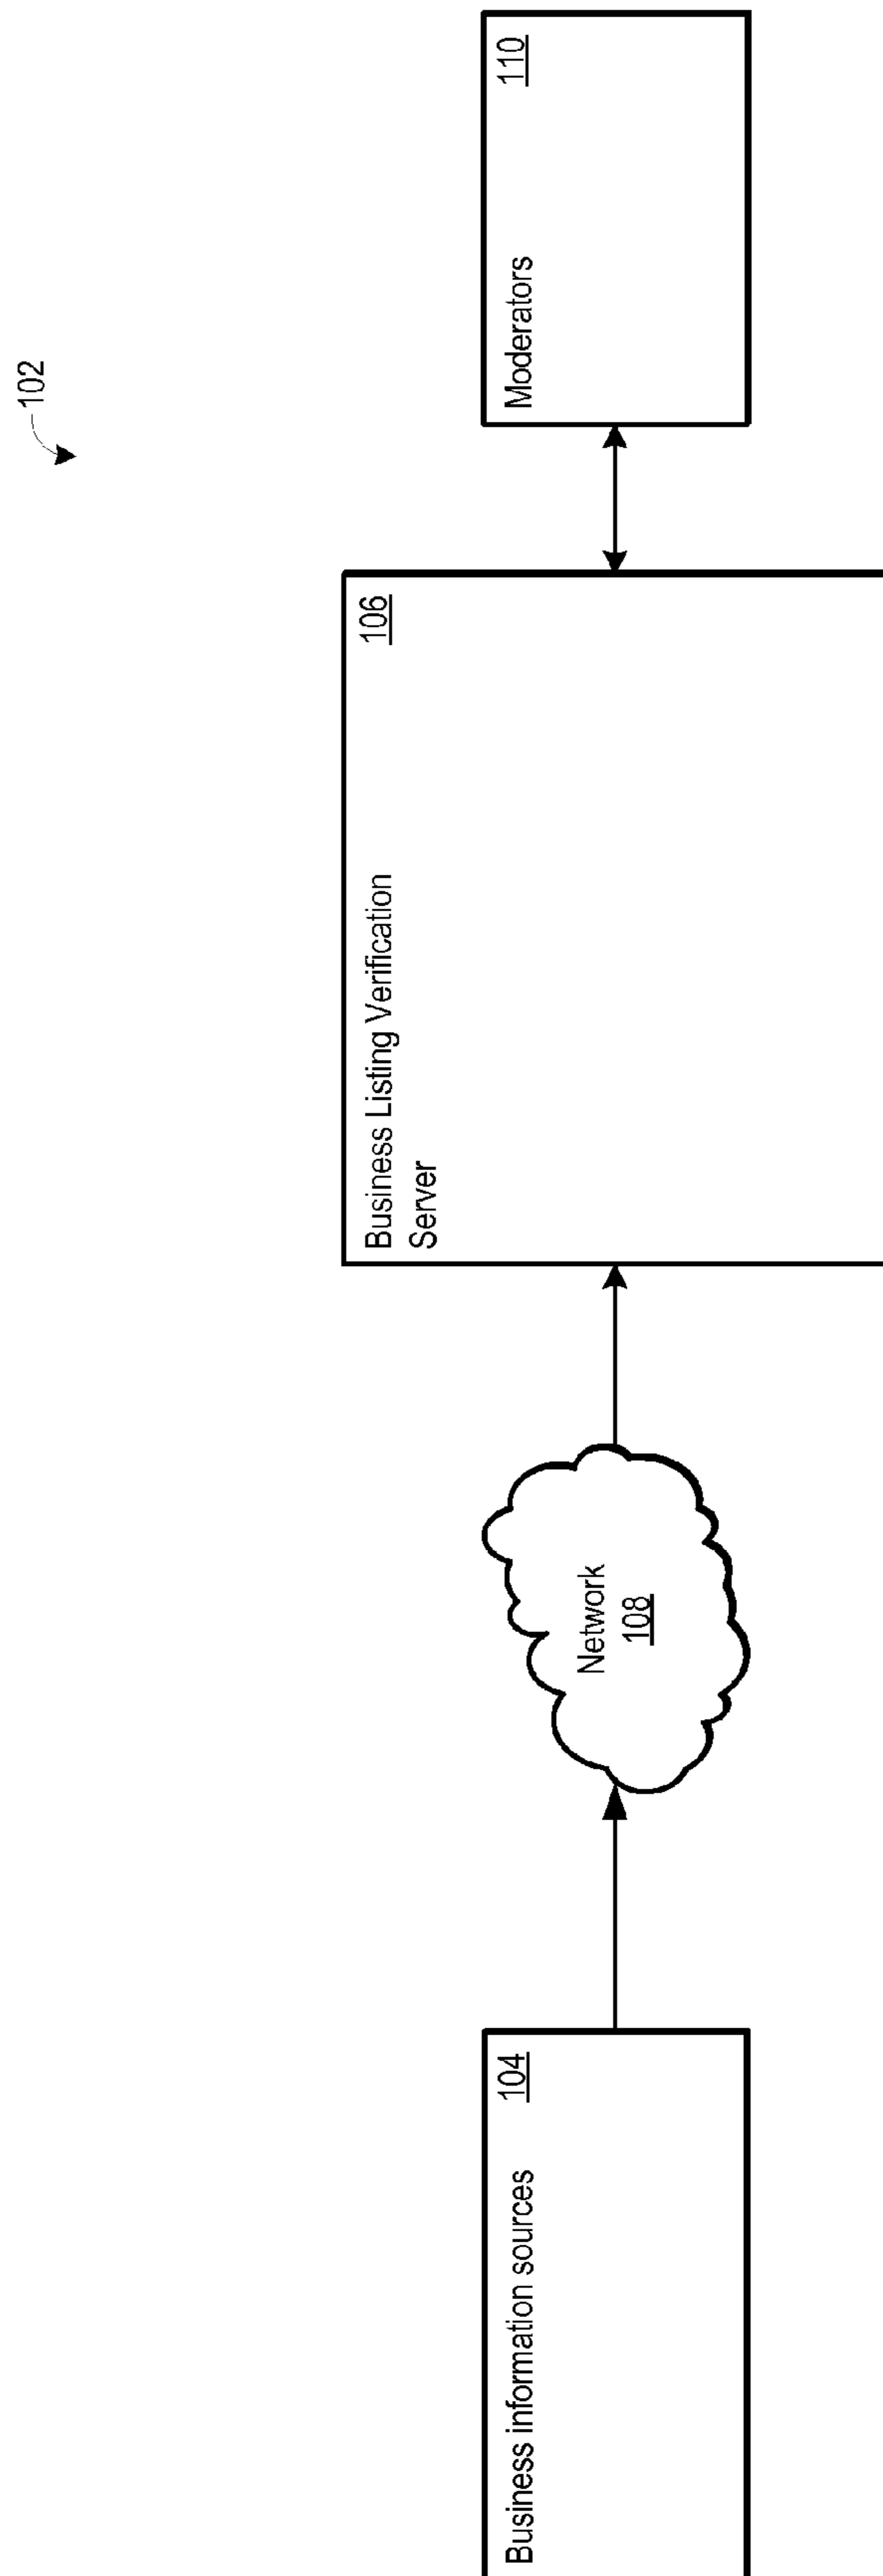 102
Business information sources
104
Network
108
Business Listing Verification
Server
106
Moderators
110